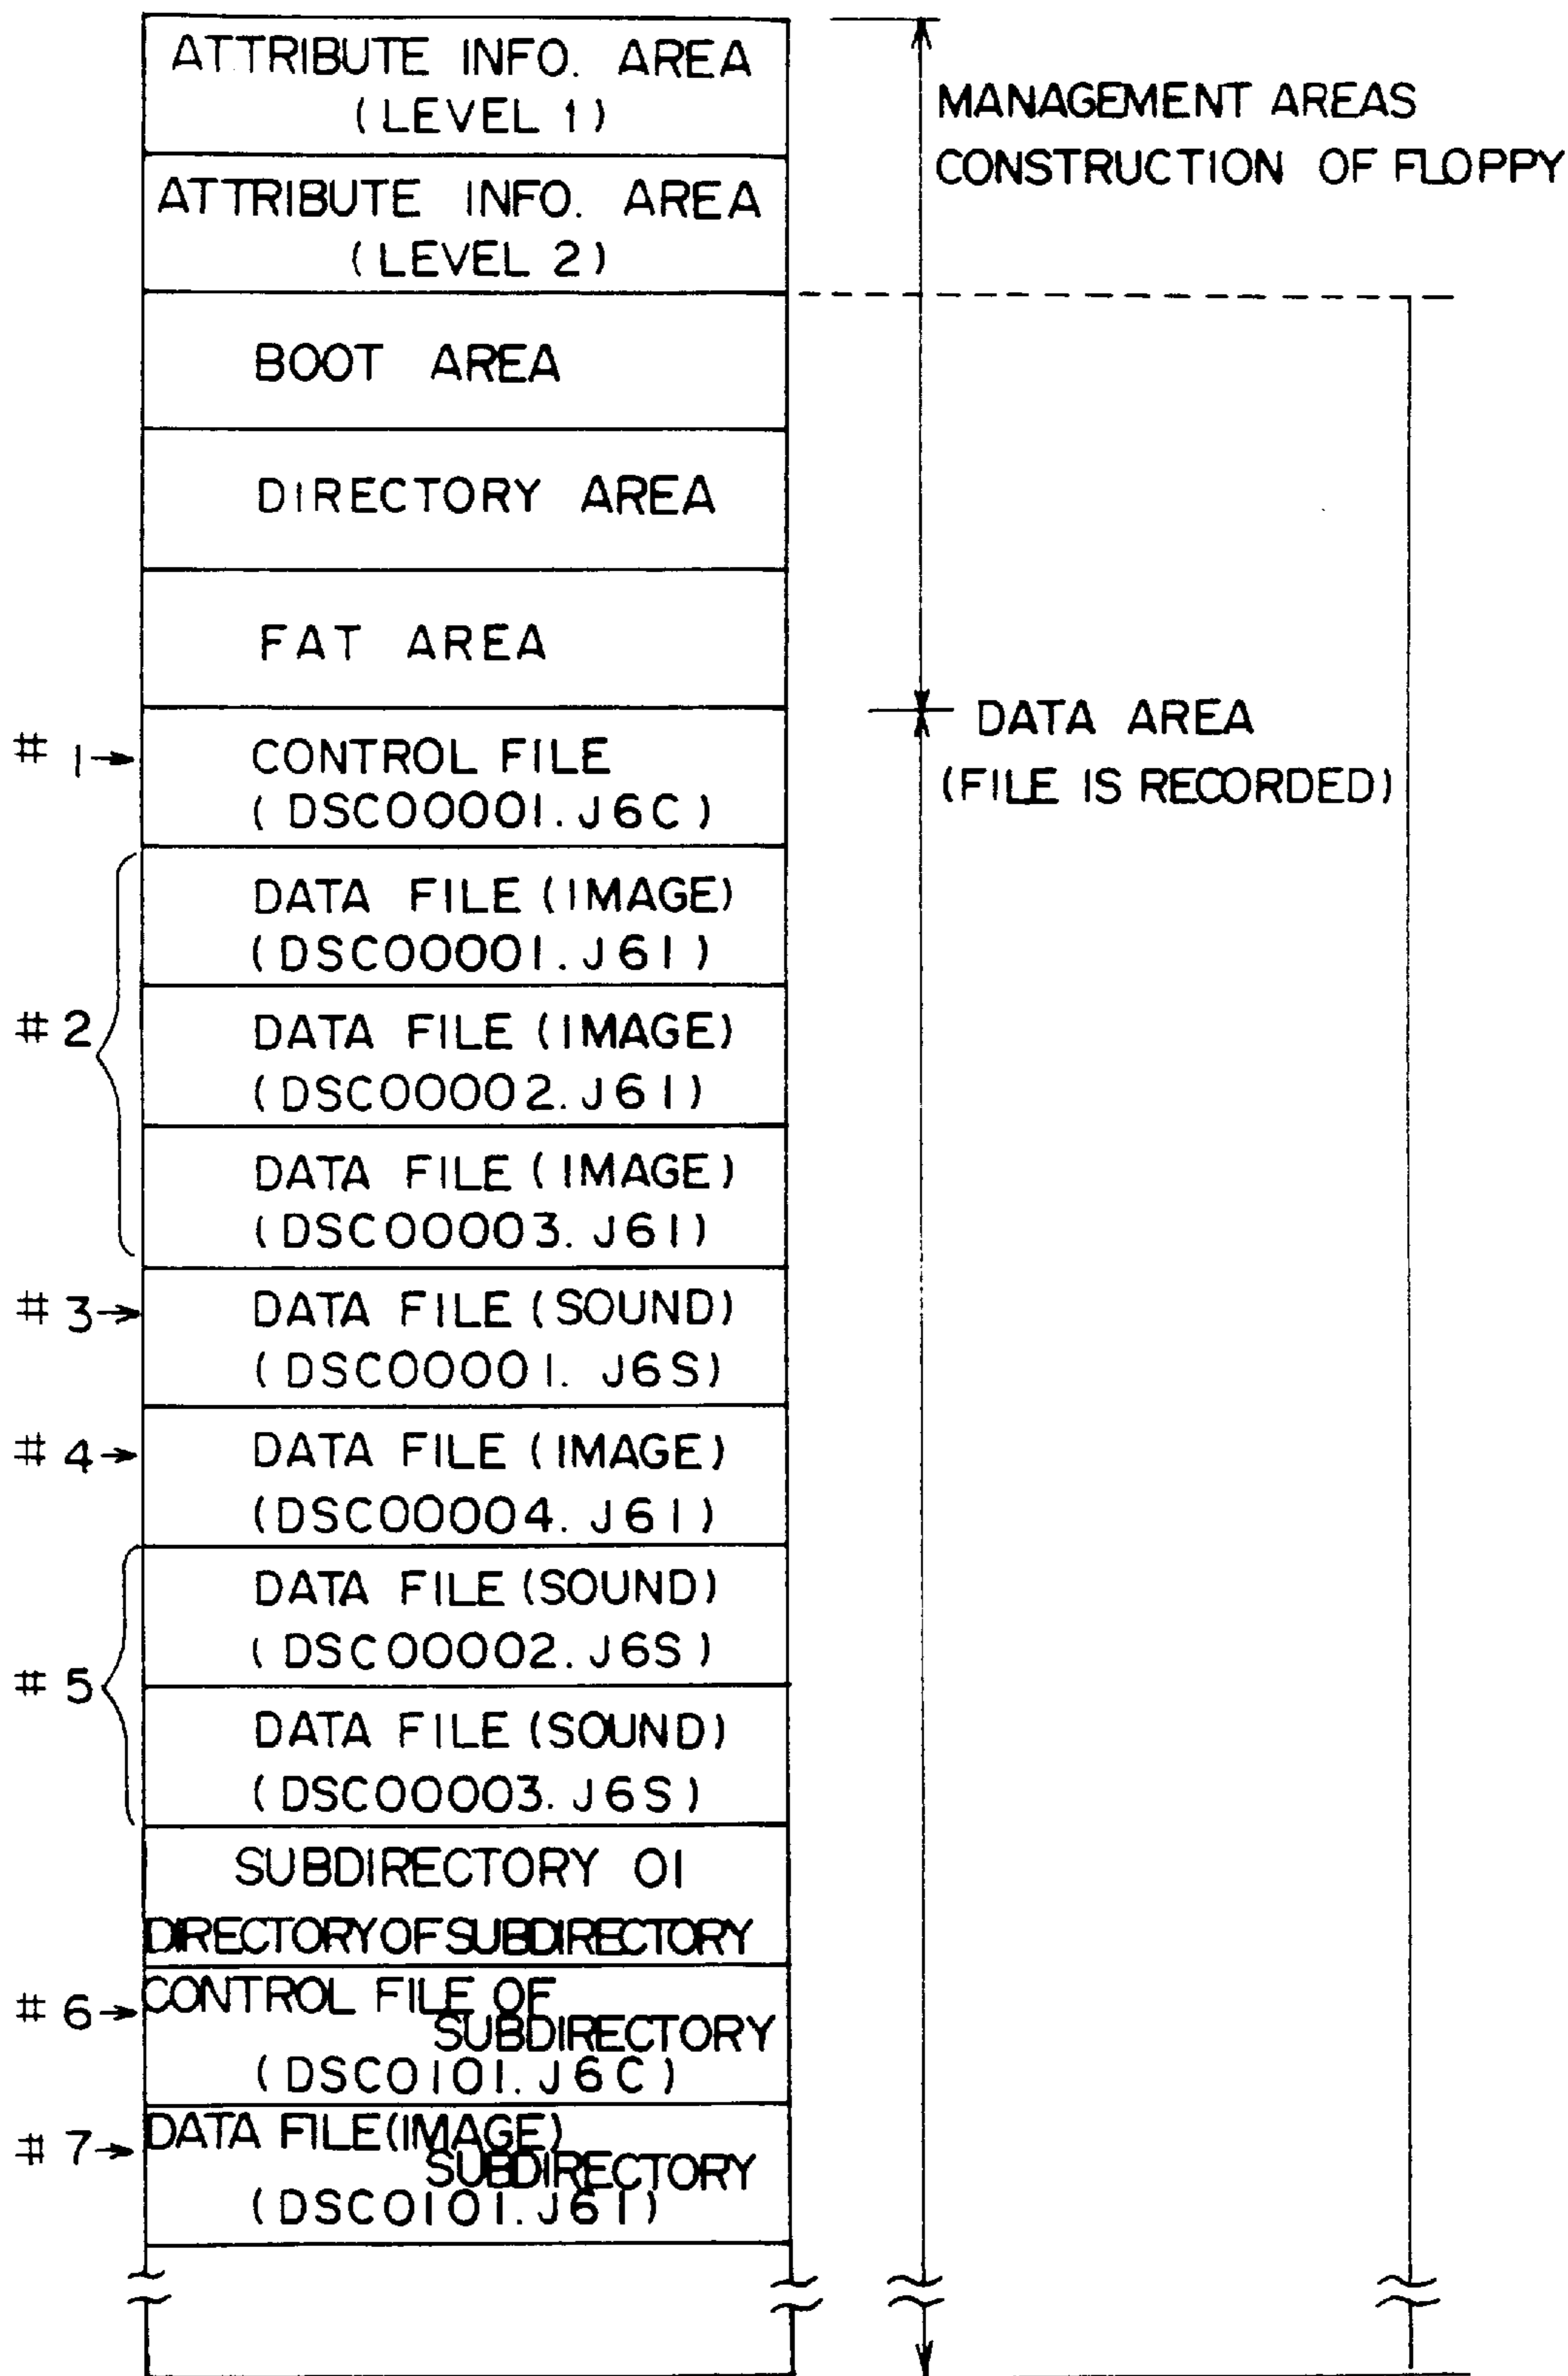 ATTRIBUTE INFO. AREA
(LEVEL 1)
ATTRIBUTE INFO. AREA
(LEVEL 2)
BOOT AREA
DIRECTORY AREA
FAT AREA
MANAGEMENT AREAS
CONSTRUCTION OF FLOPPY
DATA AREA
(FILE IS RECORDED)
# 1
CONTROL FILE
(DSC00001.J6C)
# 2
DATA FILE (IMAGE)
(DSC00001.J6I)
DATA FILE (IMAGE)
(DSC00002.J6I)
DATA FILE (IMAGE)
(DSC00003.J6I)
# 3
DATA FILE (SOUND)
(DSC00001.J6S)
# 4
DATA FILE (IMAGE)
(DSC00004.J6I)
# 5
DATA FILE (SOUND)
(DSC00002.J6S)
DATA FILE (SOUND)
(DSC00003.J6S)
SUBDIRECTORY 01
DIRECTORY OF SUBDIRECTORY
# 6
CONTROL FILE OF
SUBDIRECTORY
(DSC0101.J6C)
# 7
DATA FILE (IMAGE)
SUBDIRECTORY
(DSC0101.J6I)